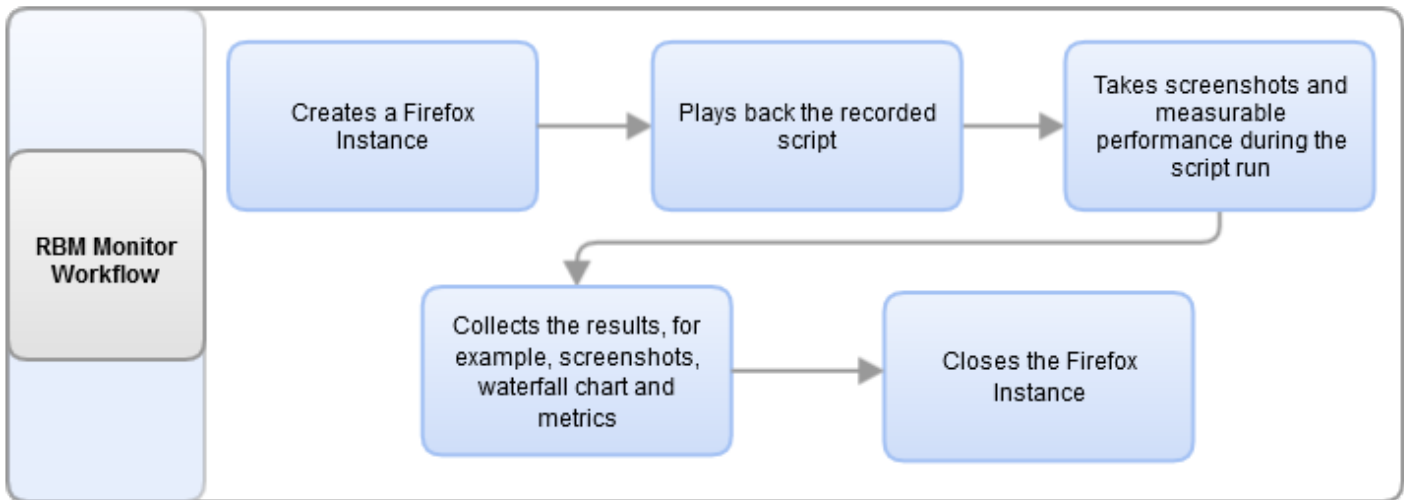 Creates a Firefox
Instance
Plays back the recorded
script
Takes screenshots and
measurable
performance during the
script run
RBM Monitor
Workflow
Collects the results, for
example, screenshots,
waterfall chart and
metrics
Closes the Firefox
Instance